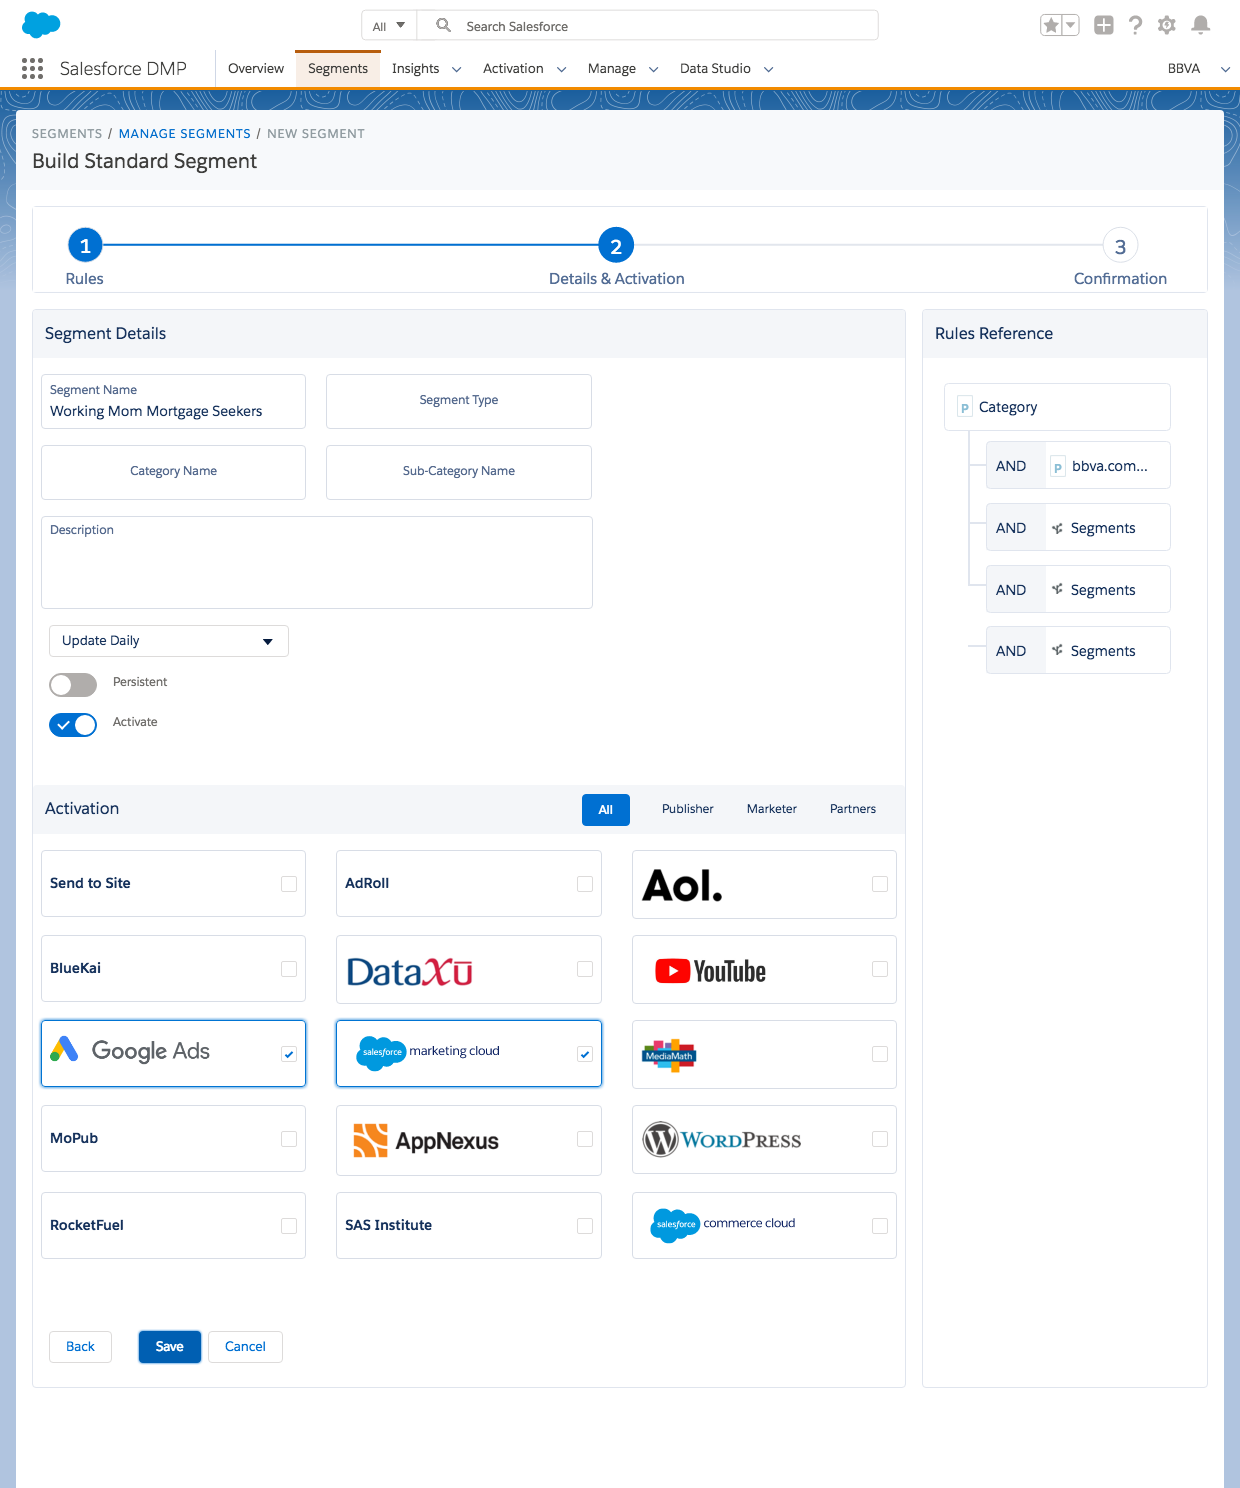 All
Search Salesforce
Salesforce DMP
Overview
Segments
Insights
Activation
Manage
Data Studio
BBVA
SEGMENTS / MANAGE SEGMENTS / NEW SEGMENT
Build Standard Segment
1
2
3
Rules
Details & Activation
Confirmation
Segment Details
Segment Name
Working Mom Mortgage Seekers
Segment Type
Category Name
Sub-Category Name
Description
Update Daily
Persistent
Activate
Rules Reference
p Category
AND p bbva.com...
AND Segments
AND Segments
AND Segments
Activation
All
Publisher
Marketer
Partners
Send to Site
AdRoll
Aol.
BlueKai
DataXū
YouTube
Google Ads
salesforce marketing cloud
MediaMath
MoPub
AppNexus
WORDPRESS
RocketFuel
SAS Institute
salesforce commerce cloud
Back
Save
Cancel